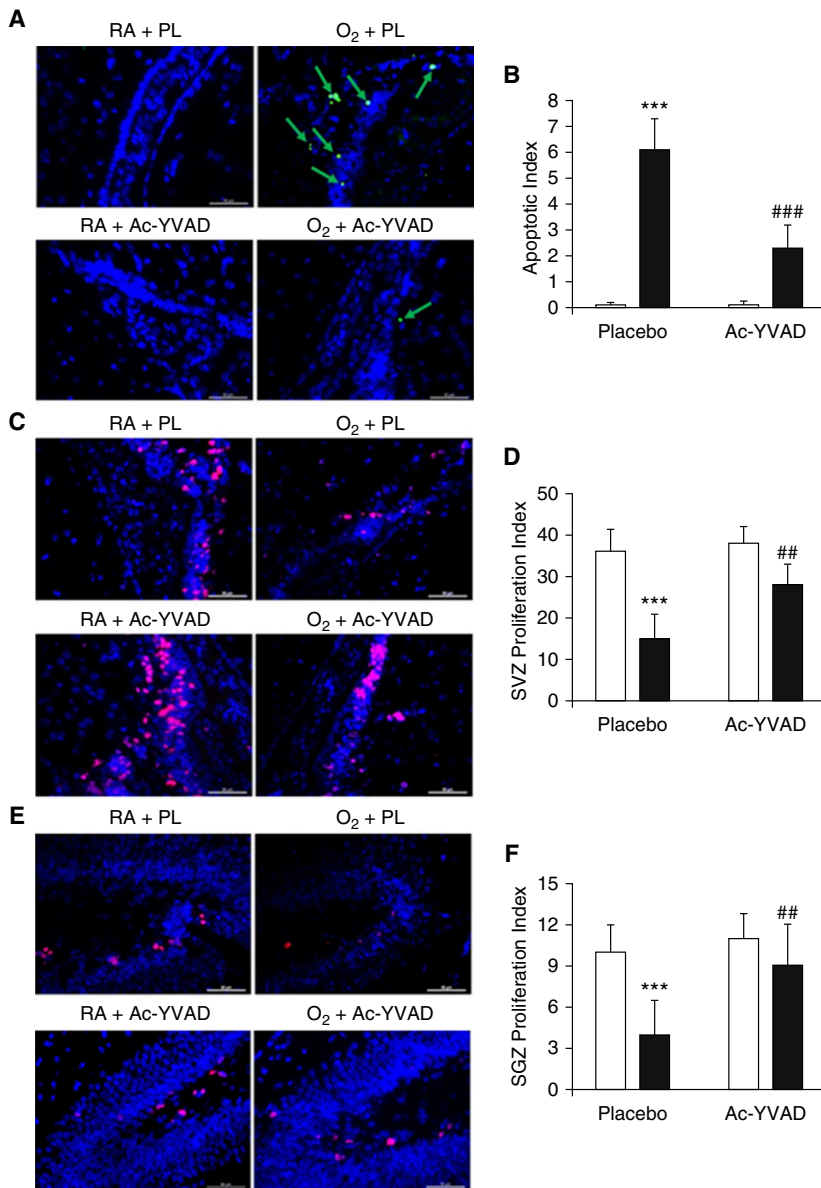 A
RA + PL
O₂ + PL
RA + Ac-YVAD
O₂ + Ac-YVAD
B
Apoptotic Index
8
7
6
5
4
3
2
1
0
***
###
Placebo
Ac-YVAD
C
RA + PL
O₂ + PL
RA + Ac-YVAD
O₂ + Ac-YVAD
D
SVZ Proliferation Index
50
40
30
20
10
0
***
##
Placebo
Ac-YVAD
E
RA + PL
O₂ + PL
RA + Ac-YVAD
O₂ + Ac-YVAD
F
SGZ Proliferation Index
15
12
9
6
3
0
***
##
Placebo
Ac-YVAD